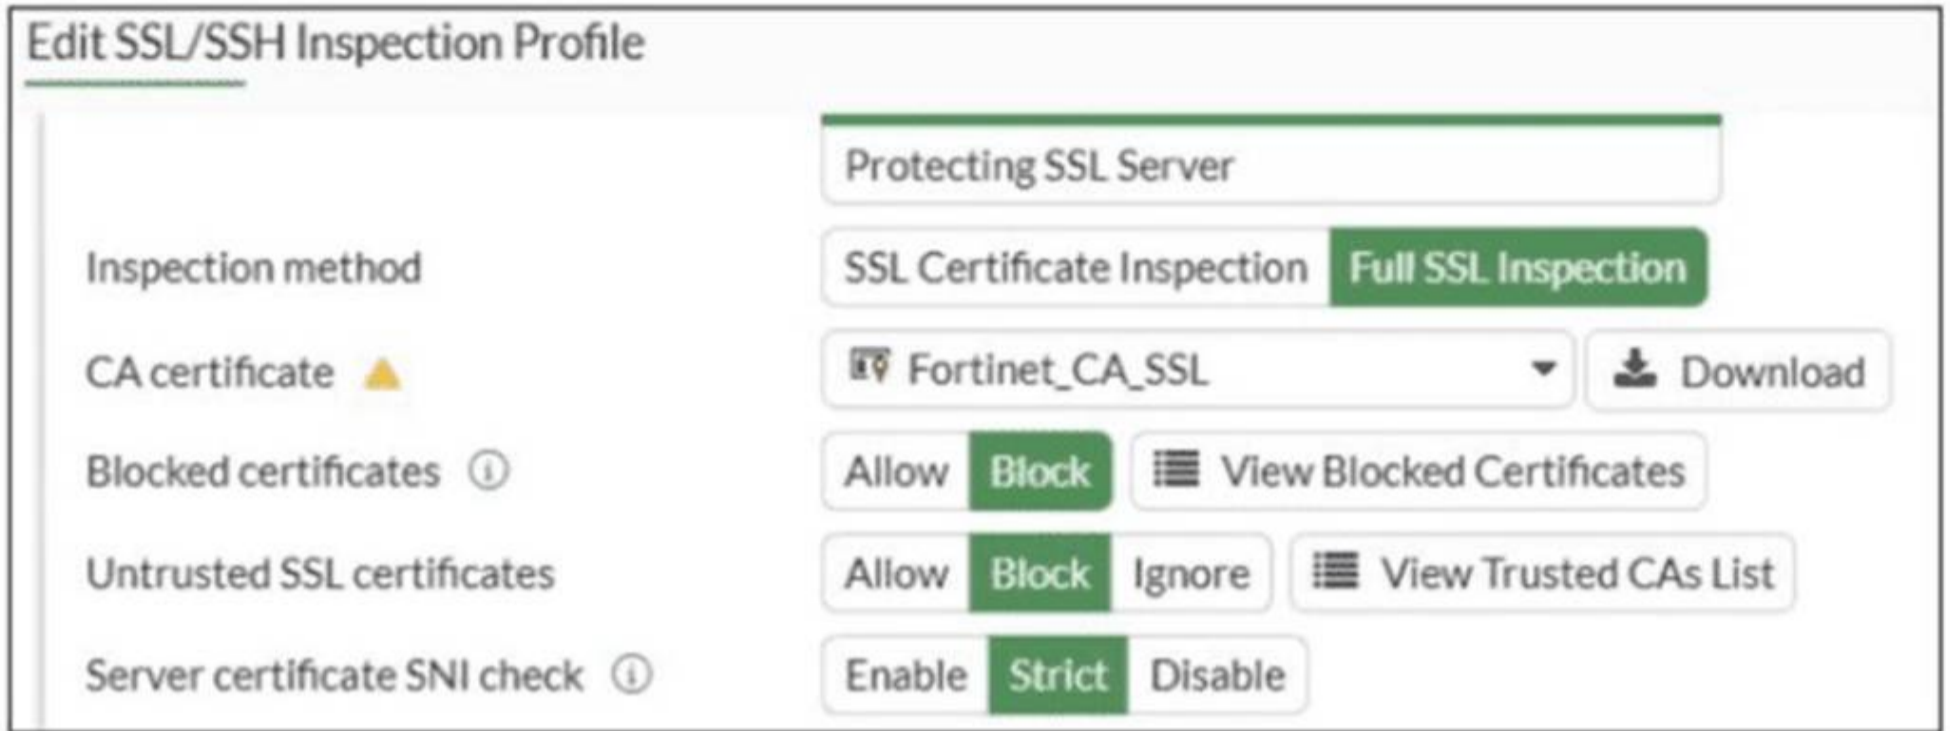 Edit SSL/SSH Inspection Profile
Protecting SSL Server
Inspection method SSL Certificate Inspection Full SSL Inspection
CA certificate Fortinet_CA_SSL Download
Blocked certificates Allow Block View Blocked Certificates
Untrusted SSL certificates Allow Block Ignore View Trusted CAs List
Server certificate SNI check Enable Strict Disable